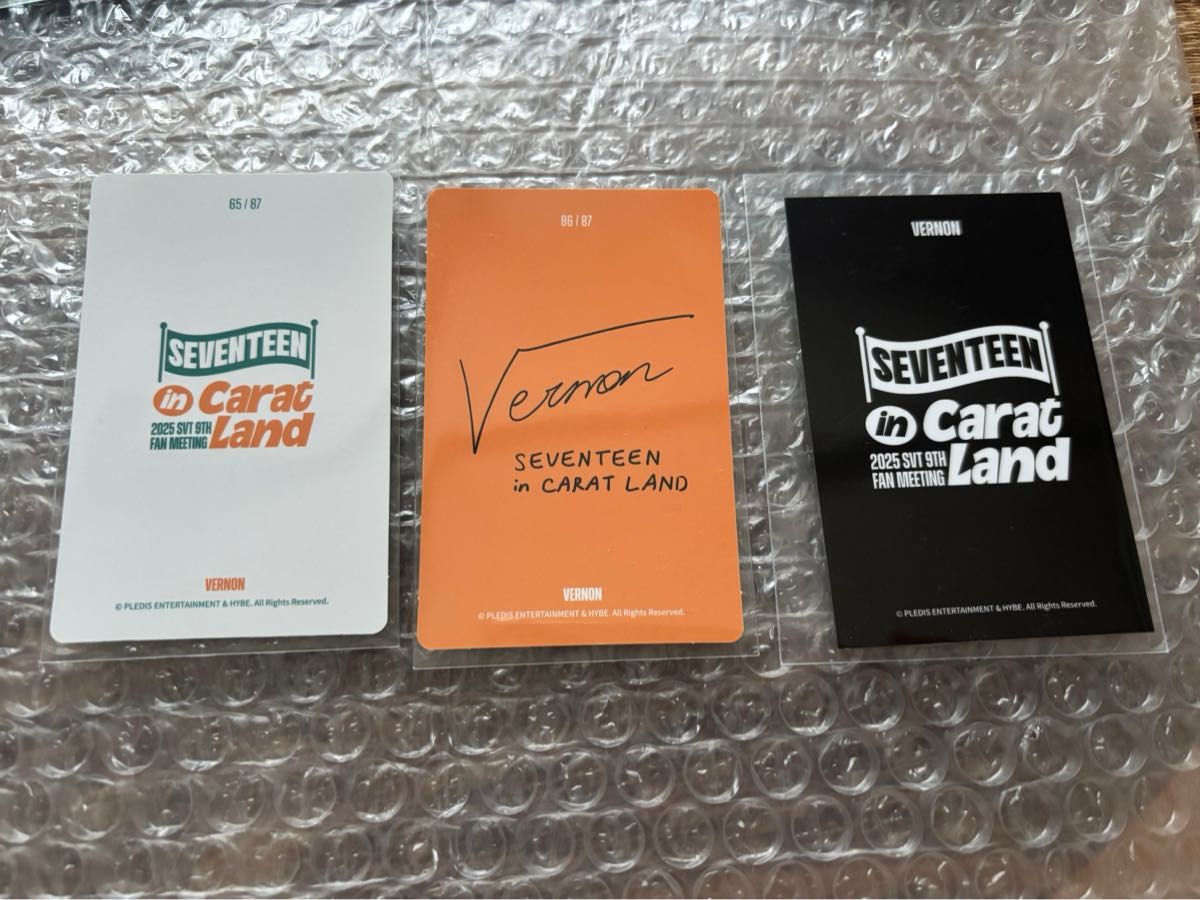 65 / 87
SEVENTEEN
in Carat
2025 SVT 9TH
FAN MEETING
Land
VERNON
© PLEDIS ENTERTAINMENT & HYBE. All Rights Reserved.
86 / 87
Vernon
SEVENTEEN
in CARAT LAND
VERNON
© PLEDIS ENTERTAINMENT & HYBE. All Rights Reserved.
VERNON
SEVENTEEN
in Carat
2025 SVT 9TH
FAN MEETING
Land
© PLEDIS ENTERTAINMENT & HYBE. All Rights Reserved.